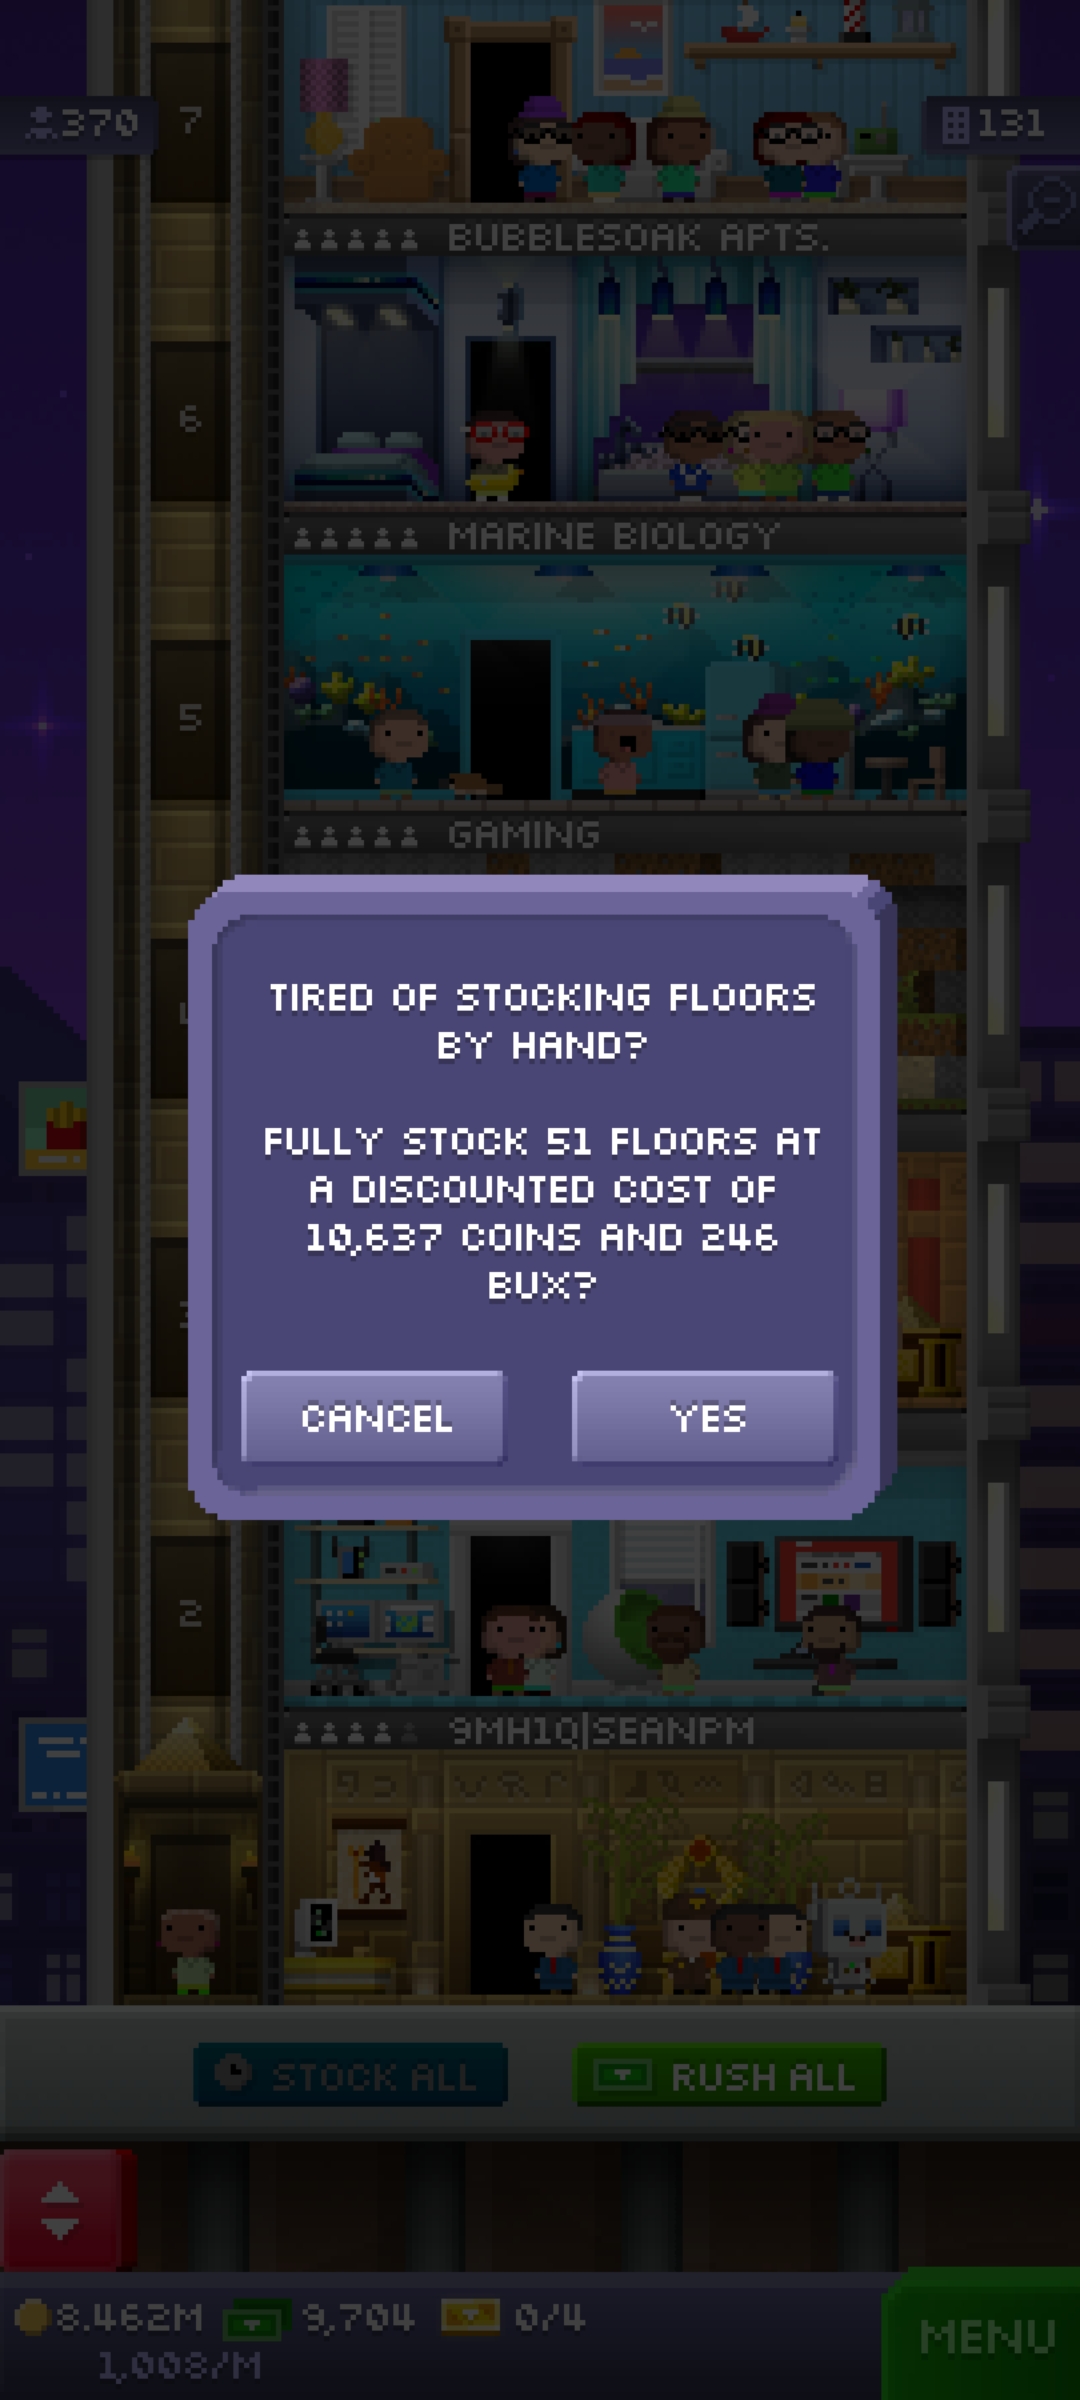 370
7
131
BUBBLESOAK APTS.
6
MARINE BIOLOGY
5
GAMING
TIRED OF STOCKING FLOORS
BY HAND?
FULLY STOCK 51 FLOORS AT
A DISCOUNTED COST OF
10,637 COINS AND 246
BUX?
CANCEL
YES
2
9MH1Q|SEANPM
STOCK ALL
RUSH ALL
8.462M
9,704
0/4
1,008/M
MENU